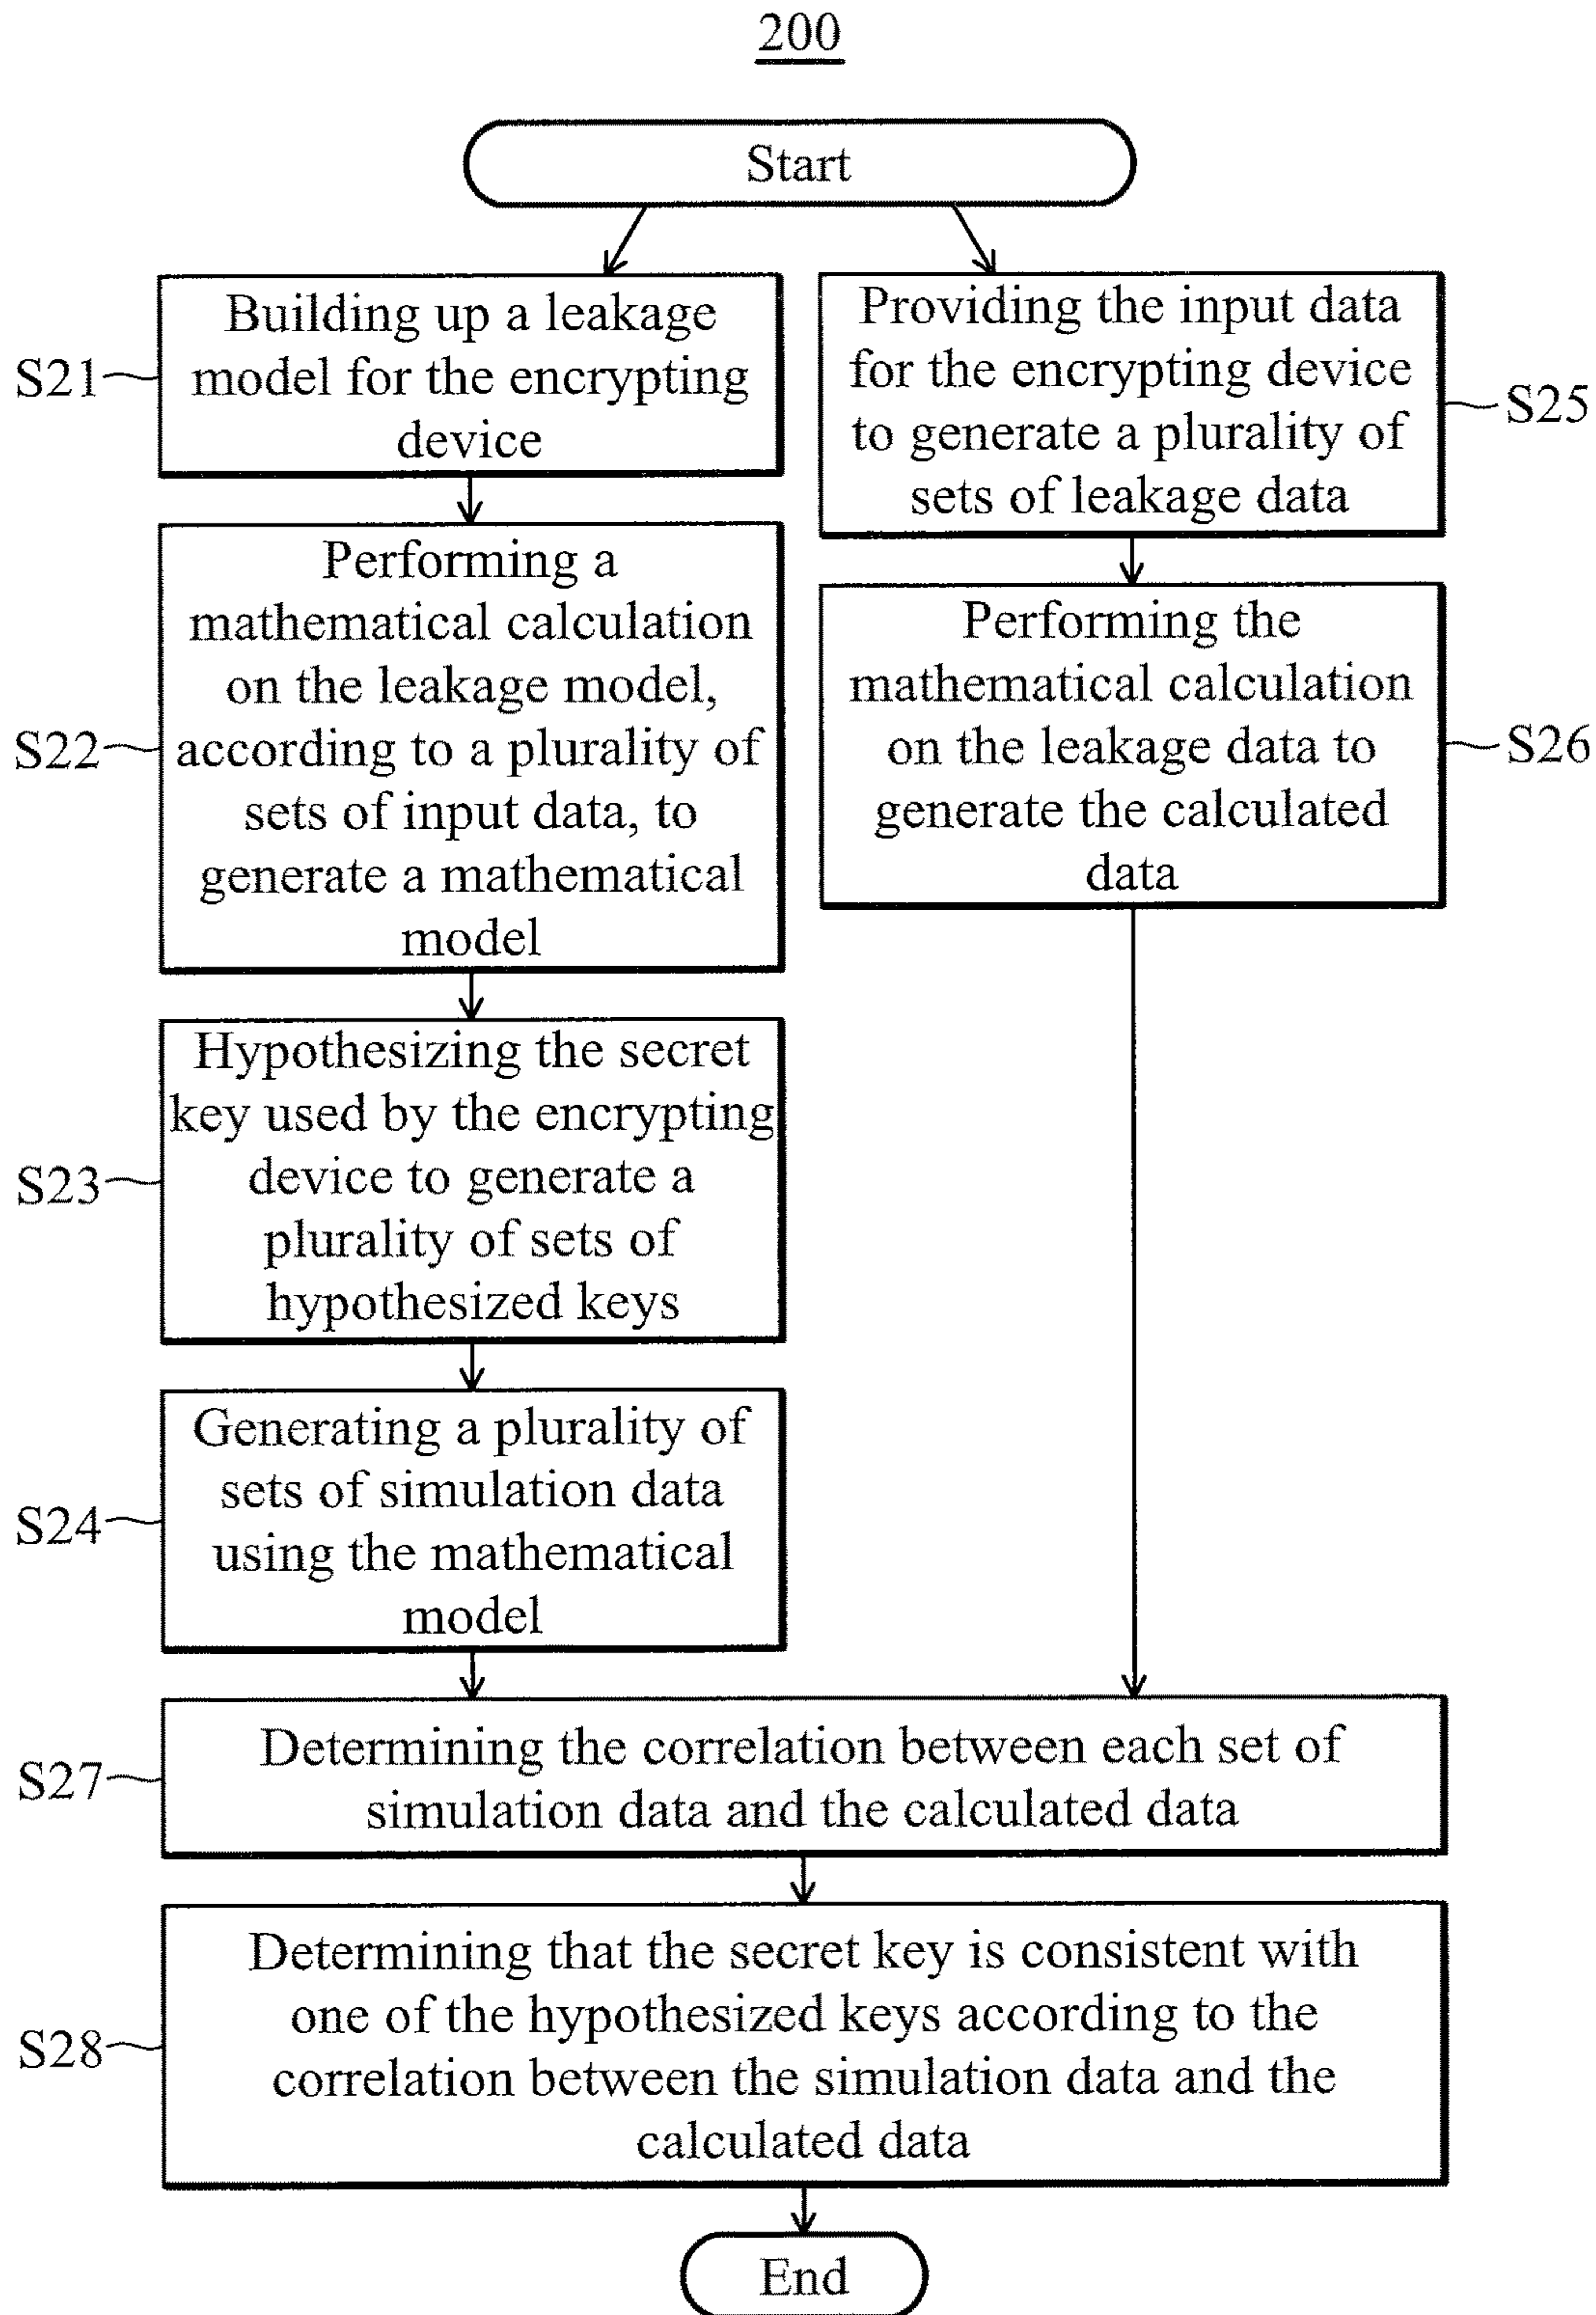 200
Start
S21
Building up a leakage
model for the encrypting
device
S22
Performing a
mathematical calculation
on the leakage model,
according to a plurality of
sets of input data, to
generate a mathematical
model
S23
Hypothesizing the secret
key used by the encrypting
device to generate a
plurality of sets of
hypothesized keys
S24
Generating a plurality of
sets of simulation data
using the mathematical
model
Providing the input data
for the encrypting device
to generate a plurality of
sets of leakage data
S25
Performing the
mathematical calculation
on the leakage data to
generate the calculated
data
S26
S27
Determining the correlation between each set of
simulation data and the calculated data
S28
Determining that the secret key is consistent with
one of the hypothesized keys according to the
correlation between the simulation data and the
calculated data
End